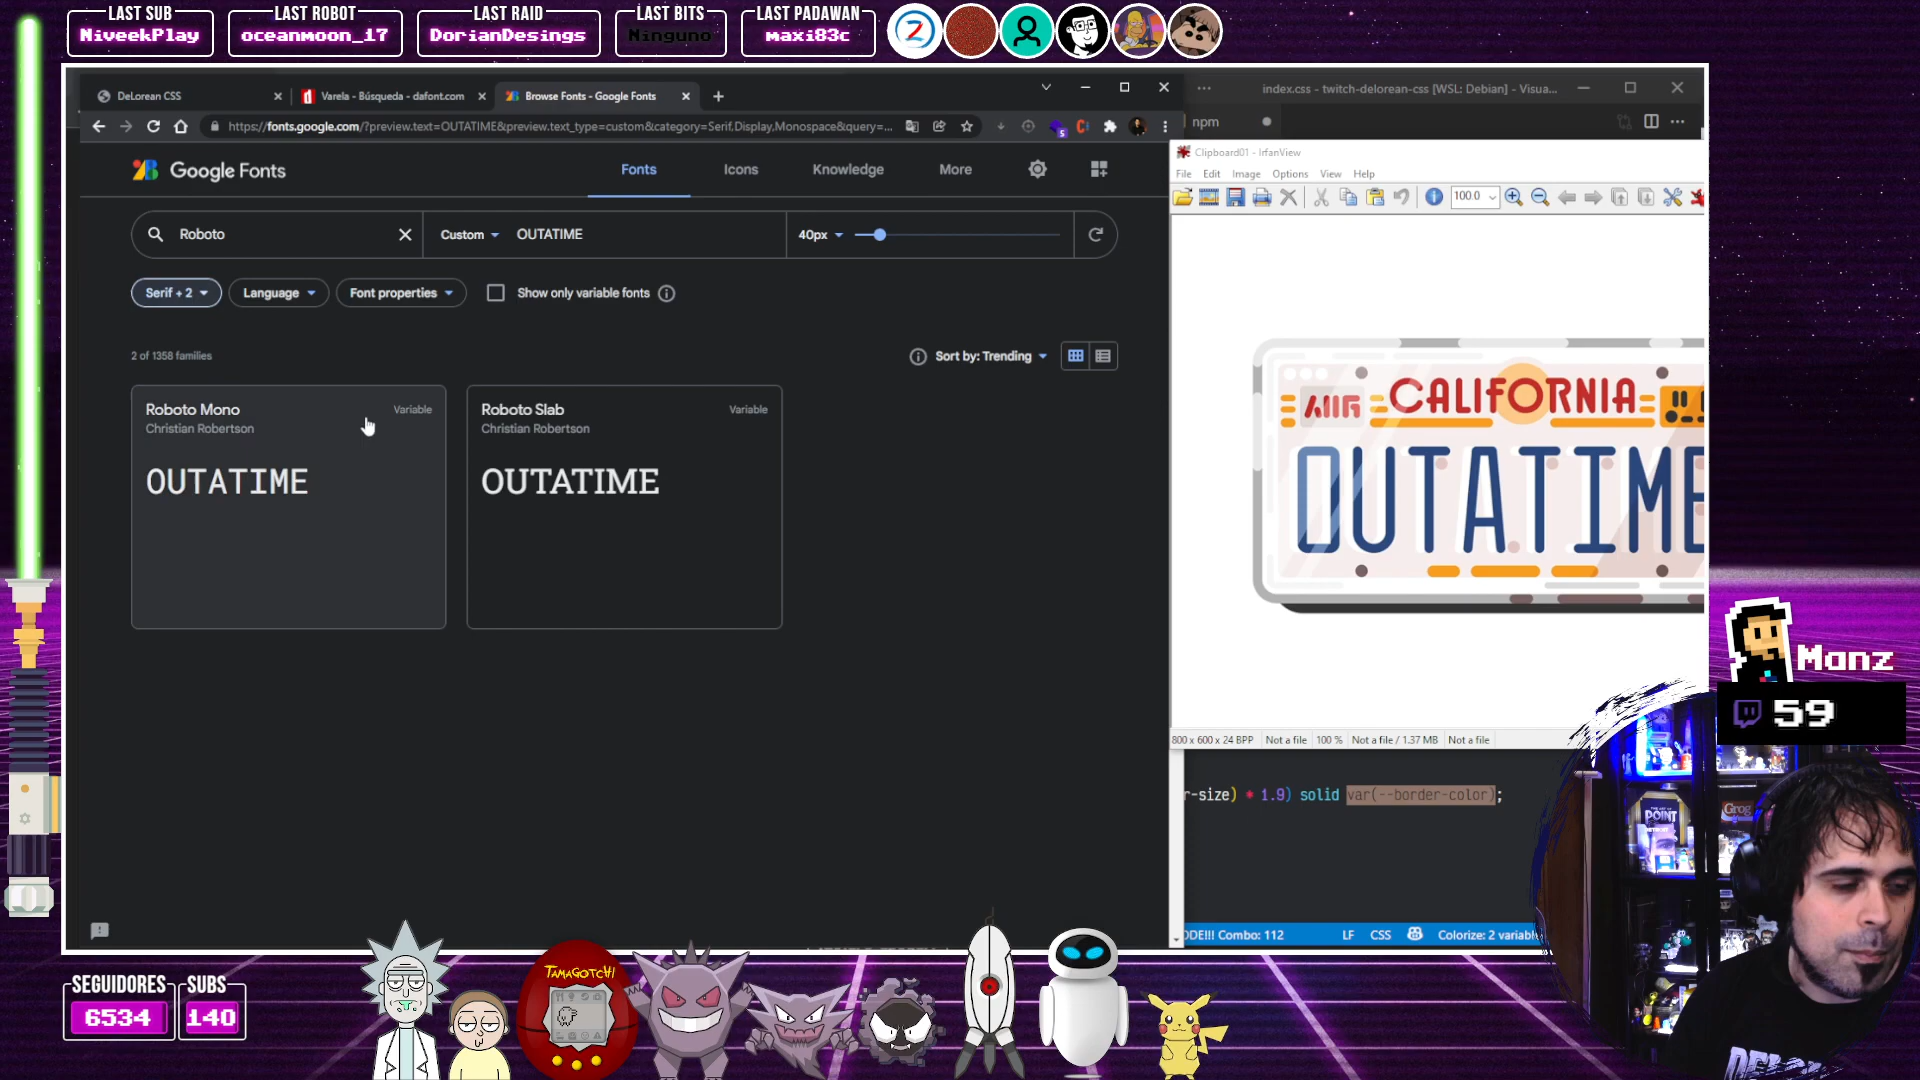 LAST SUB
NiveekPlay
LAST ROBOT
oceanmoon_17
LAST RAID
DorianDesings
LAST BITS
Ninguno
LAST PADAWAN
maxi83c
DeLorean CSS
Varela - Búsqueda - dafont.com
Browse Fonts - Google Fonts
https://fonts.google.com/?preview.text=OUTATIME&preview.text_type=custom&category=Serif,Display,Monospace&query=...
Google Fonts
Fonts
Icons
Knowledge
More
Roboto
Custom
OUTATIME
40px
Serif + 2
Language
Font properties
Show only variable fonts
2 of 1358 families
Sort by: Trending
Roboto Mono
Variable
Christian Robertson
OUTATIME
Roboto Slab
Variable
Christian Robertson
OUTATIME
index.css - twitch-delorean-css [WSL: Debian] - Visua...
npm
Clipboard01 - IrfanView
File Edit Image Options View Help
100.0
CALIFORNIA
OUTATIME
800 x 600 x 24 BPP
Not a file
100 %
Not a file / 1.37 MB
Not a file
r-size) * 1.9) solid var(--border-color);
ODE!!! Combo: 112
LF
CSS
Colorize: 2 variabl
Manz
59
SEGUIDORES
6534
SUBS
140
TAMAGOTCHI
POINT
Grog